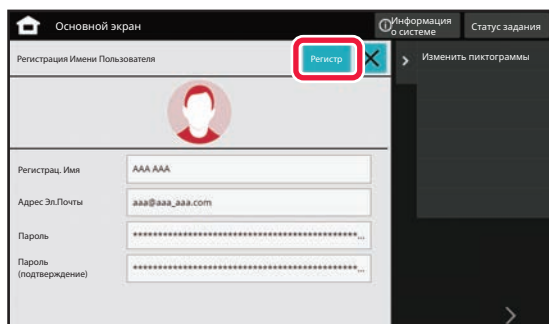 Основной экран
Информация
о системе
Статус задания
Регистрация Имени Пользователя
Регистр
Изменить пиктограммы
Регистрац. Имя
AAA AAA
Адрес Эл.Почты
aaa@aaa_aaa.com
Пароль
************************************************...
Пароль
(подтверждение)
************************************************...